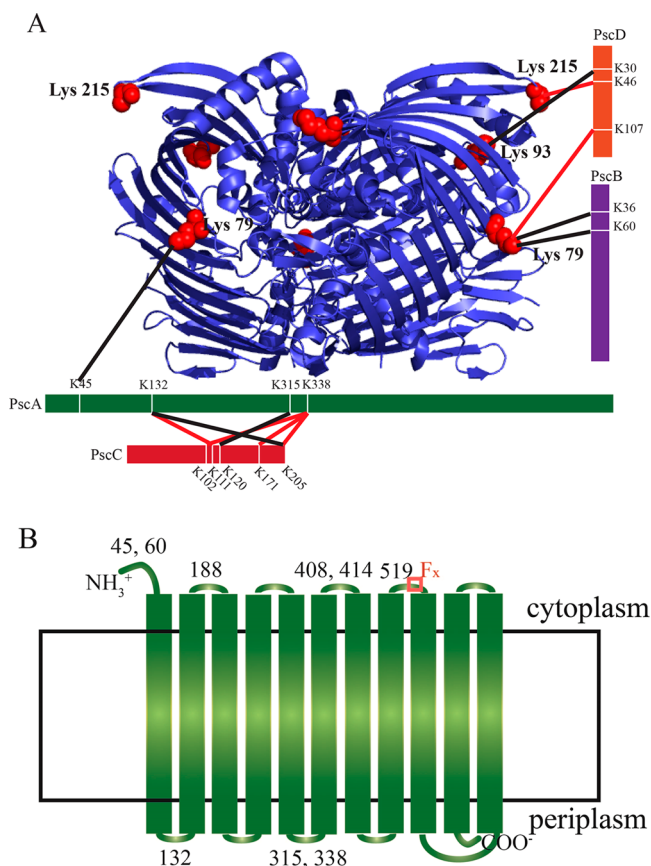 A
PscD
Lys 215
Lys 215
K30
K46
Lys 93
K107
PscB
Lys 79
K36
K60
Lys 79
K45
K132
K315
K338
PscA
PscC
K102
K111
K120
K171
K205
B
45, 60
NH₃⁺
188
408, 414
519
Fx
cytoplasm
periplasm
COO⁻
132
315, 338